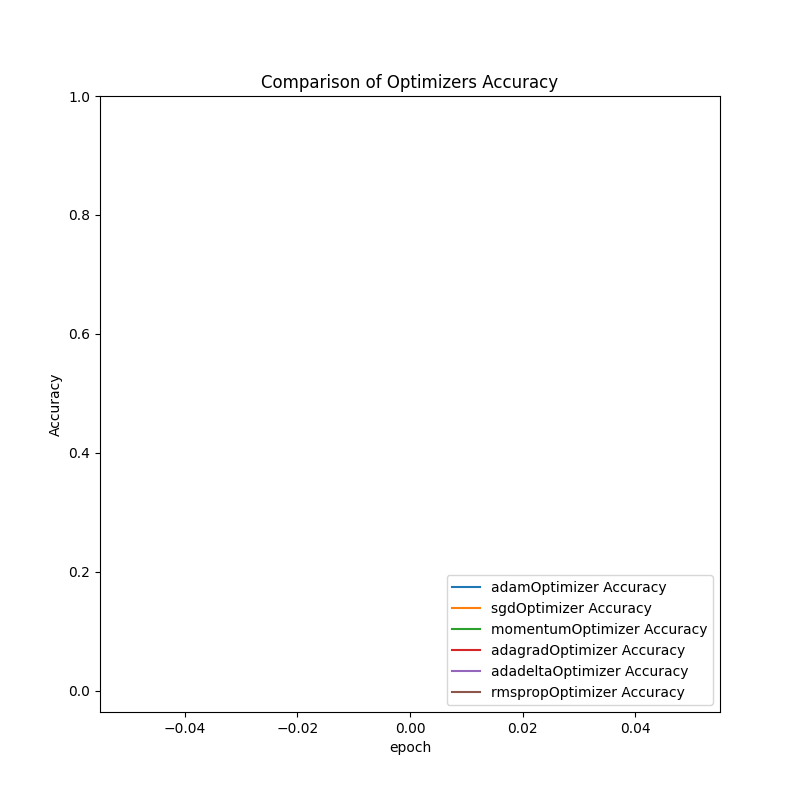 Comparison of Optimizers Accuracy
1.0
0.8
0.6
0.4
0.2
0.0
Accuracy
adamOptimizer Accuracy
sgdOptimizer Accuracy
momentumOptimizer Accuracy
adagradOptimizer Accuracy
adadeltaOptimizer Accuracy
rmspropOptimizer Accuracy
−0.04 −0.02 0.00 0.02 0.04
epoch